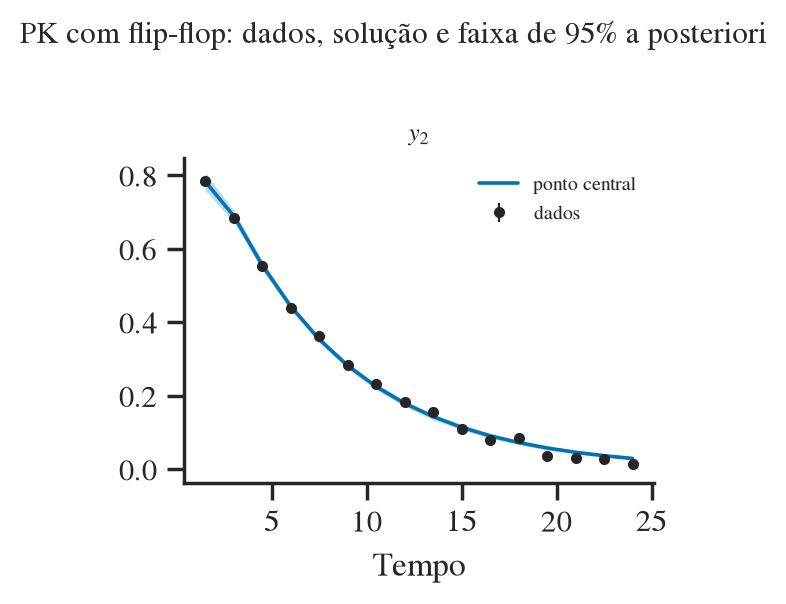 PK com flip-flop: dados, solução e faixa de 95% a posteriori
y₂
ponto central
dados
0.8
0.6
0.4
0.2
0.0
5 10 15 20 25
Tempo